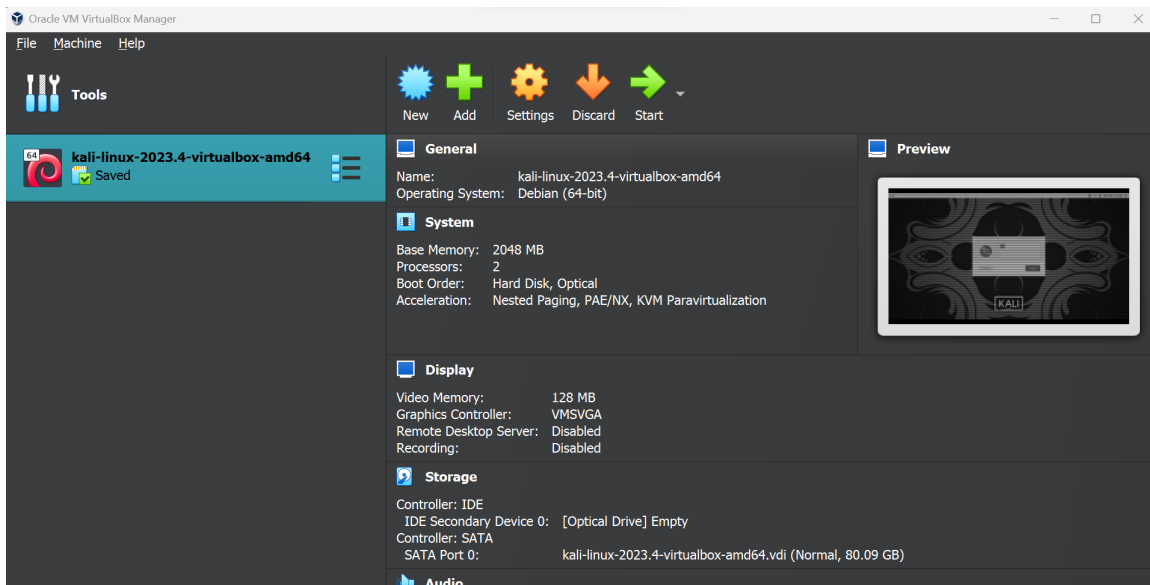 Oracle VM VirtualBox Manager
File Machine Help
Tools
New Add Settings Discard Start
64
kali-linux-2023.4-virtualbox-amd64
Saved
General
Name: kali-linux-2023.4-virtualbox-amd64
Operating System: Debian (64-bit)
System
Base Memory: 2048 MB
Processors: 2
Boot Order: Hard Disk, Optical
Acceleration: Nested Paging, PAE/NX, KVM Paravirtualization
Preview
KALI
Display
Video Memory: 128 MB
Graphics Controller: VMSVGA
Remote Desktop Server: Disabled
Recording: Disabled
Storage
Controller: IDE
IDE Secondary Device 0: [Optical Drive] Empty
Controller: SATA
SATA Port 0: kali-linux-2023.4-virtualbox-amd64.vdi (Normal, 80.09 GB)
Audio